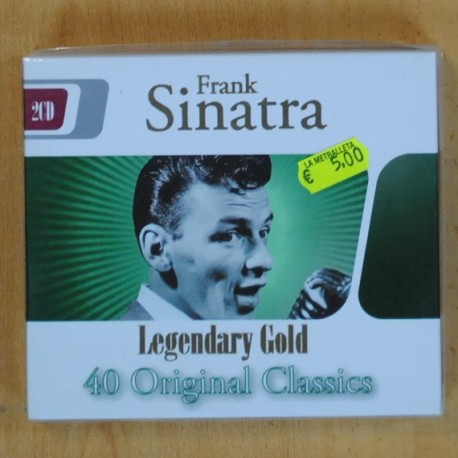 2CD
Frank
Sinatra
LA METRALLETA
€ 5,00
Legendary Gold
40 Original Classics